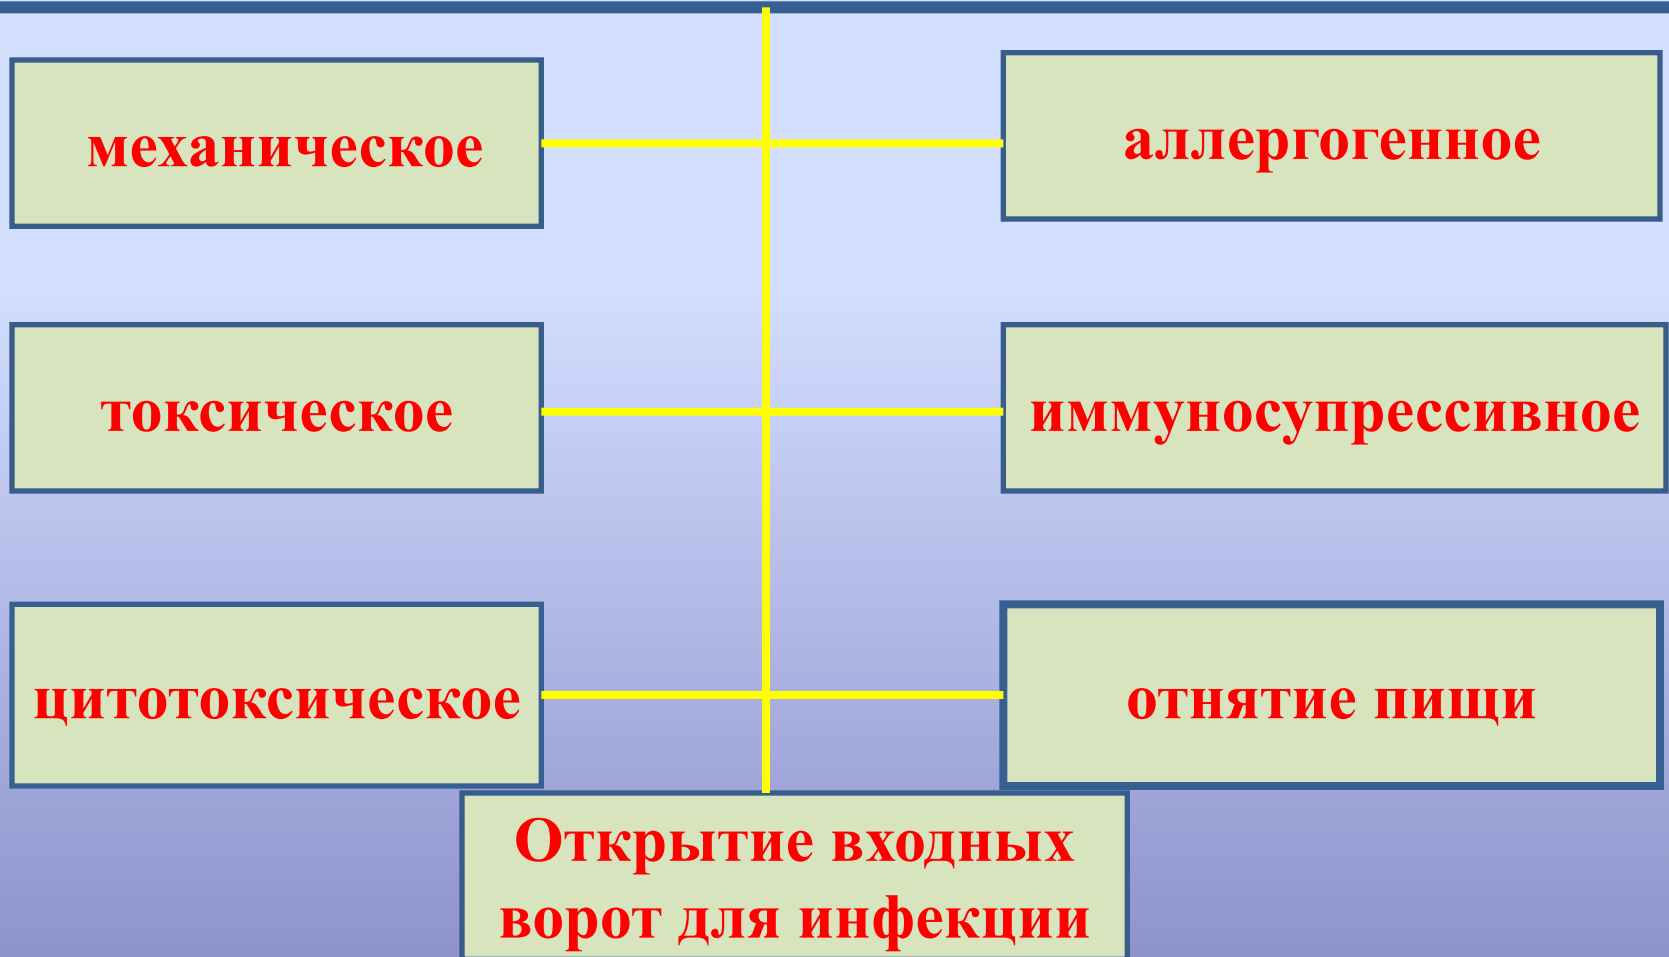 механическое
аллергогенное
токсическое
иммуносупрессивное
цитотоксическое
отнятие пищи
Открытие входных
ворот для инфекции